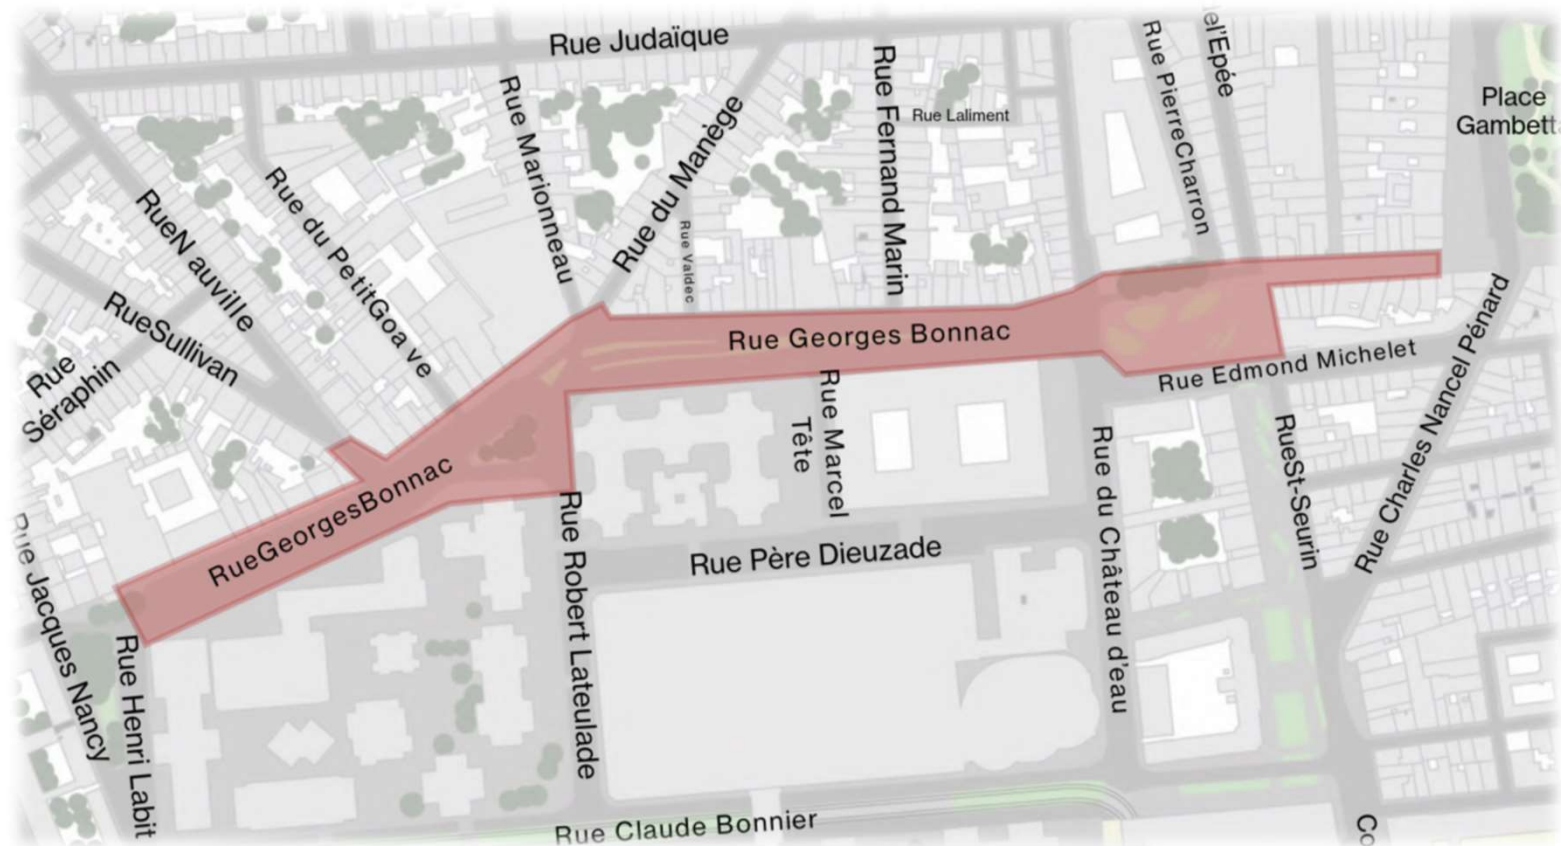 Rue Judaïque
Rue PierreCharron
el'Epée
Place
Gambett
Rue Marionneau
Rue du Manège
Rue Fernand Marin
Rue Laliment
RueN auville
Rue du PetitGoa ve
Rue Valdec
RueSullivan
Rue
Séraphin
Rue Georges Bonnac
Rue Edmond Michelet
Rue Charles Nancel Pénard
Rue Marcel
Tête
RueGeorgesBonnac
RueSt-Seurin
Rue du Château d'eau
Rue Père Dieuzade
Rue Robert Lateulade
Rue Jacques Nancy
Rue Henri Labit
Rue Claude Bonnier
Co